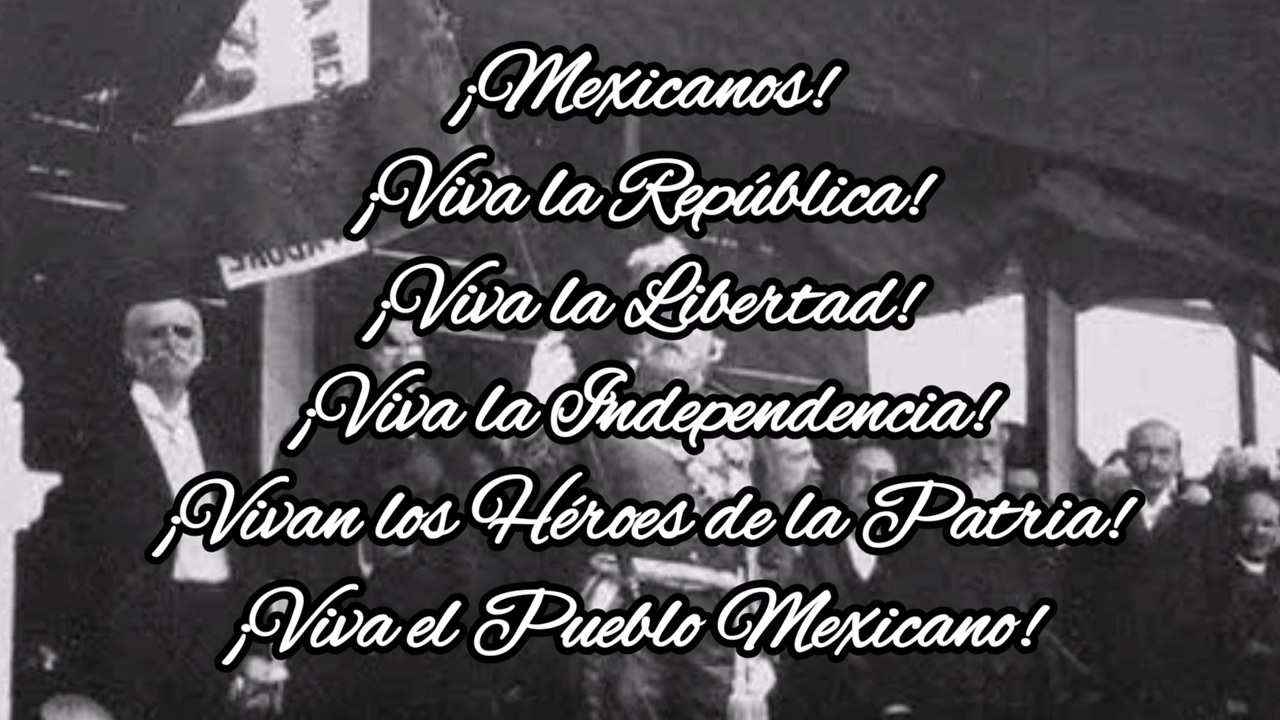 ¡Mexicanos!
¡Viva la República!
¡Viva la Libertad!
¡Viva la Independencia!
¡Vivan los Héroes de la Patria!
¡Viva el Pueblo Mexicano!